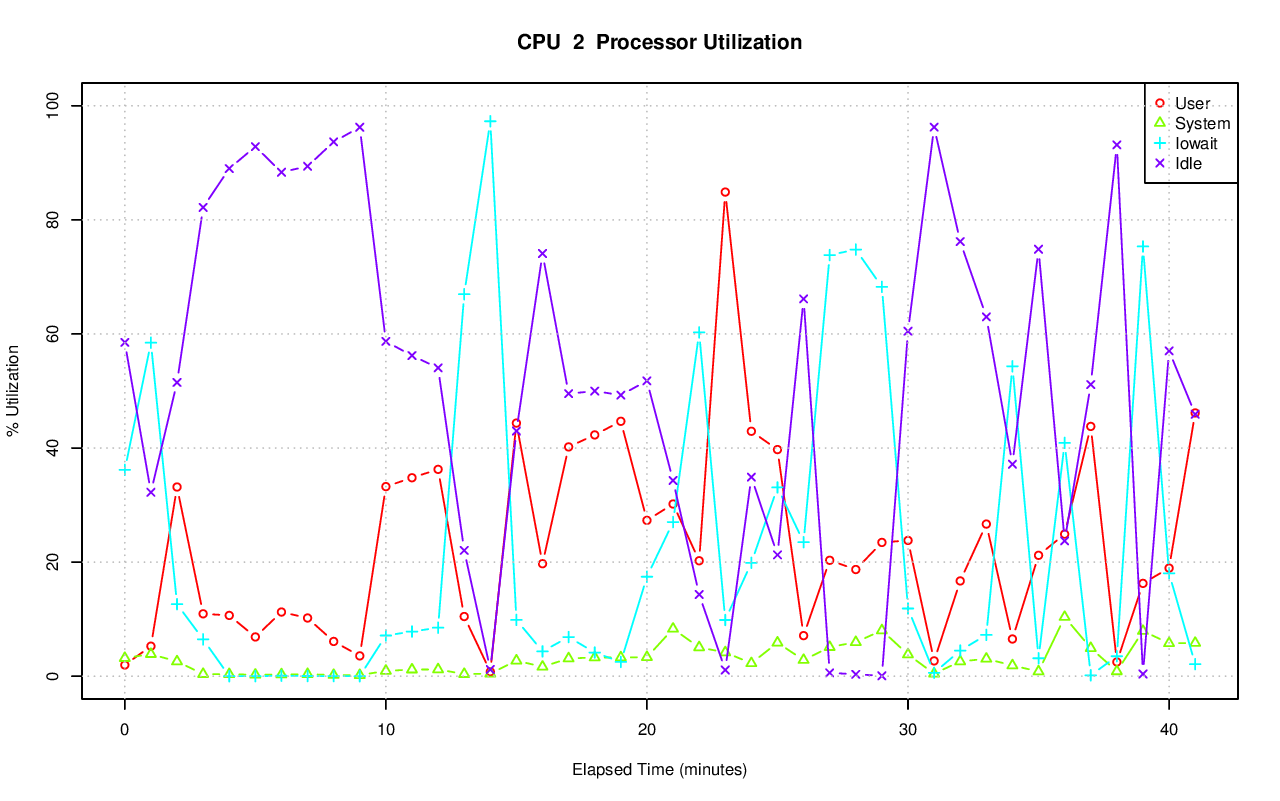 CPU  2  Processor Utilization
% Utilization
100
80
60
40
20
0
User
System
Iowait
Idle
0 10 20 30 40
Elapsed Time (minutes)